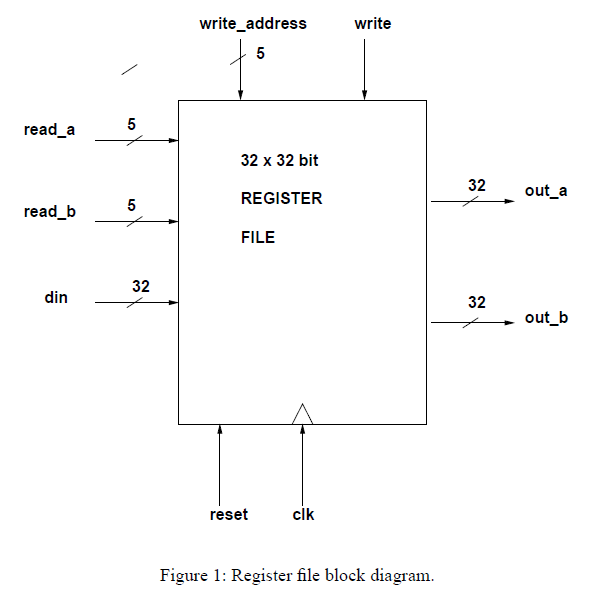 write_address
write
5
read_a
5
32 x 32 bit
read_b
5
REGISTER
32
out_a
FILE
din
32
32
out_b
reset
clk
Figure 1: Register file block diagram.